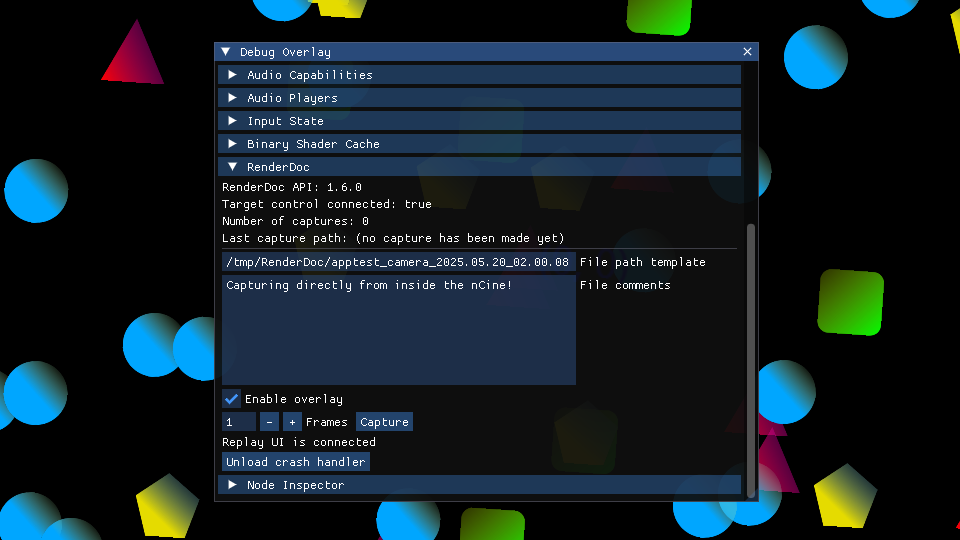 Debug Overlay
Audio Capabilities
Audio Players
Input State
Binary Shader Cache
RenderDoc
RenderDoc API: 1.6.0
Target control connected: true
Number of captures: 0
Last capture path: (no capture has been made yet)
/tmp/RenderDoc/apptest_camera_2025.05.20_02.00.08 File path template
Capturing directly from inside the nCine! File comments
Enable overlay
1 - + Frames Capture
Replay UI is connected
Unload crash handler
Node Inspector